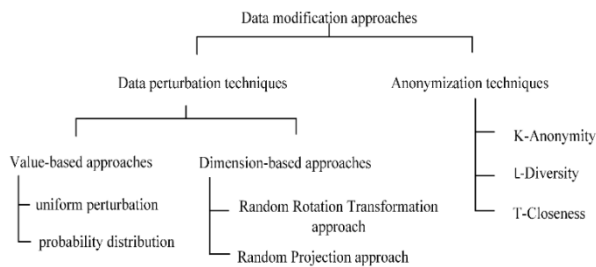 Data modification approaches
Data perturbation techniques
Anonymization techniques
Value-based approaches
Dimension-based approaches
uniform perturbation
probability distribution
Random Rotation Transformation
approach
Random Projection approach
K-Anonymity
L-Diversity
T-Closeness